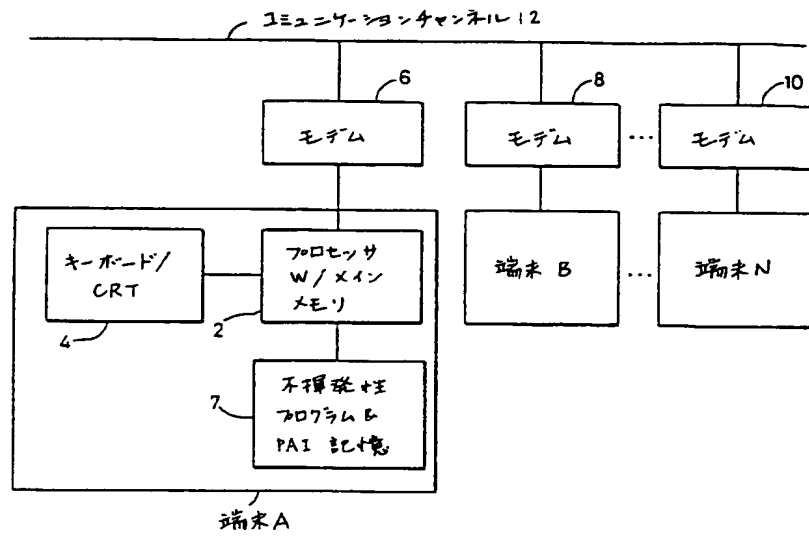 コミュニケーションチャンネル12
6
8
10
モデム
モデム
...
モデム
キーボード/
CRT
4
プロセッサ
W/メイン
メモリ
2
端末 B
...
端末 N
7
不揮発性
プログラム &
PAI 記憶
端末A